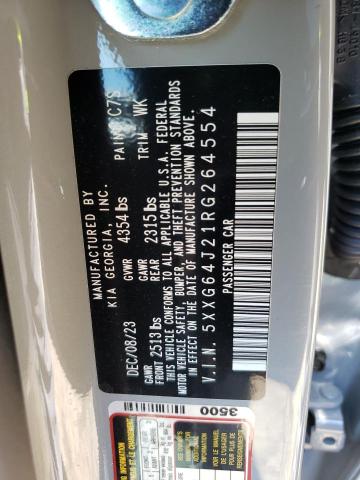 MANUFACTURED BY
KIA GEORGIA, INC.
PAINT C7S
TRIM WK
DEC/08/23
GVWR 4354 lbs
GAWR FRONT 2513 lbs
GAWR REAR 2315 lbs
THIS VEHICLE CONFORMS TO ALL APPLICABLE U.S.A. FEDERAL
MOTOR VEHICLE SAFETY, BUMPER, AND THEFT PREVENTION STANDARDS
IN EFFECT ON THE DATE OF MANUFACTURE SHOWN ABOVE.
V.I.N. 5XXG64J21RG264554
PASSENGER CAR
3500